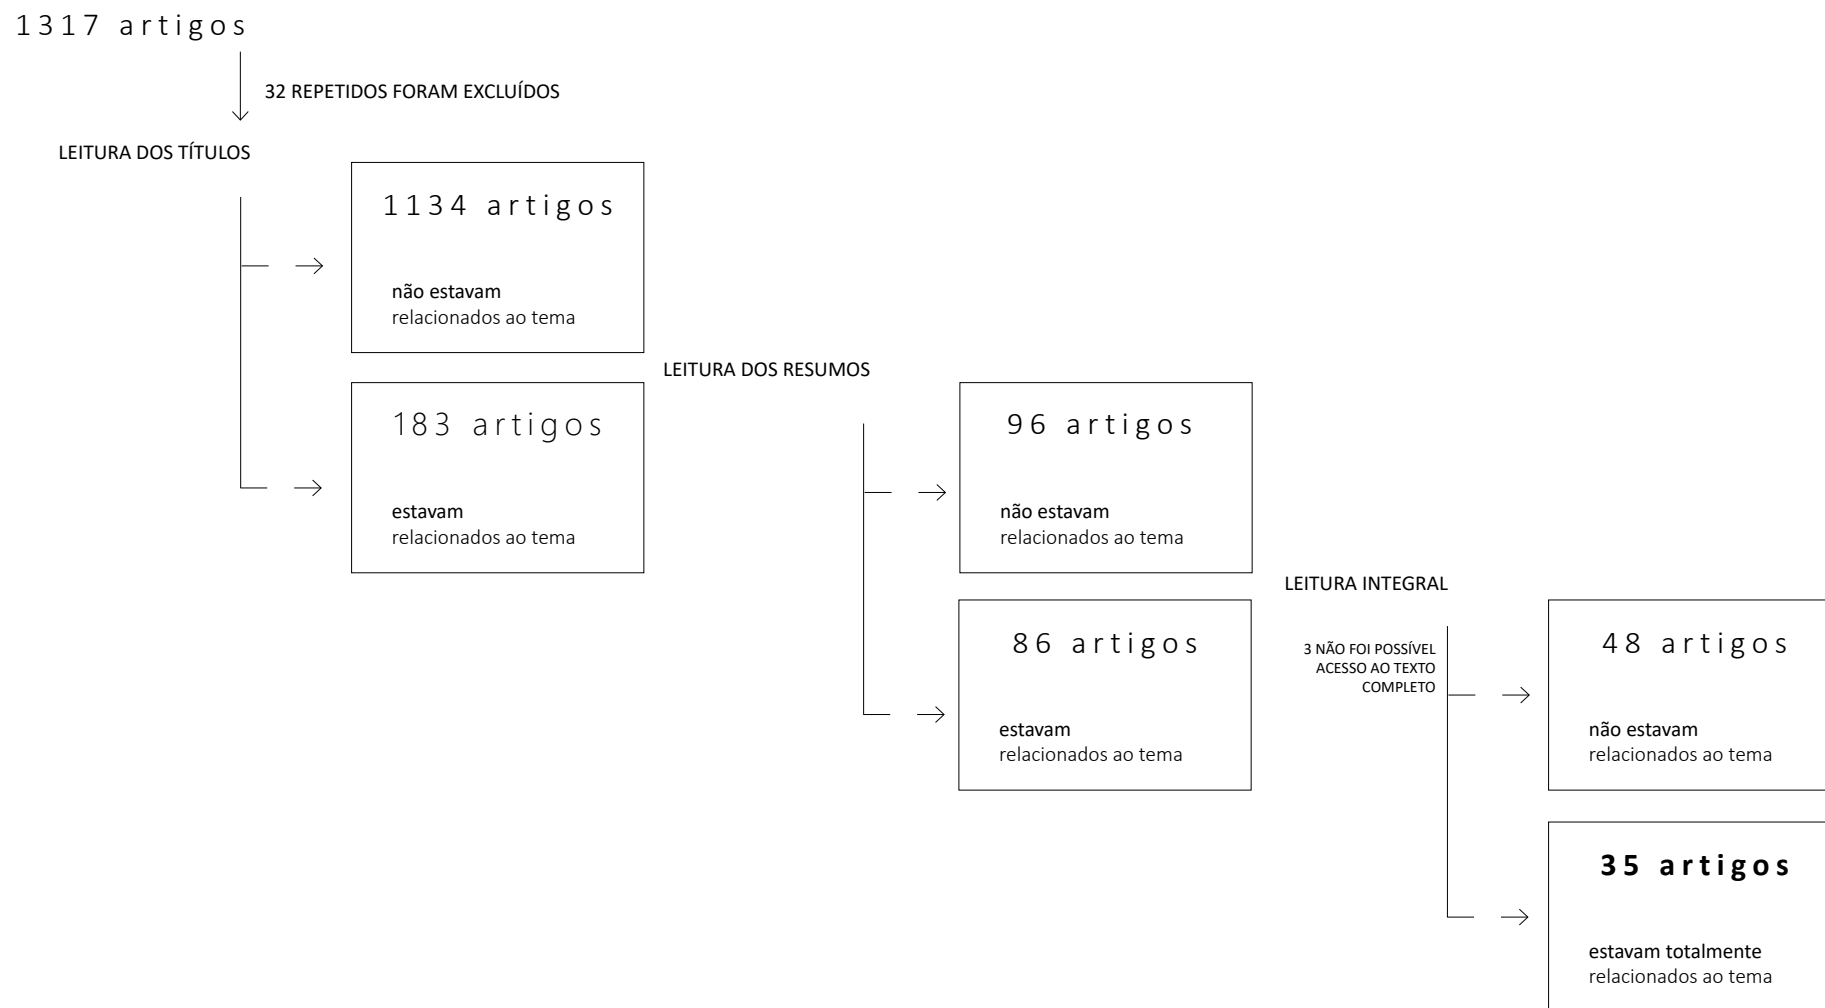 1317 artigos
32 REPETIDOS FORAM EXCLUÍDOS
LEITURA DOS TÍTULOS
1134 artigos
não estavam
relacionados ao tema
183 artigos
estavam
relacionados ao tema
LEITURA DOS RESUMOS
96 artigos
não estavam
relacionados ao tema
86 artigos
estavam
relacionados ao tema
LEITURA INTEGRAL
3 NÃO FOI POSSÍVEL
ACESSO AO TEXTO
COMPLETO
48 artigos
não estavam
relacionados ao tema
35 artigos
estavam totalmente
relacionados ao tema